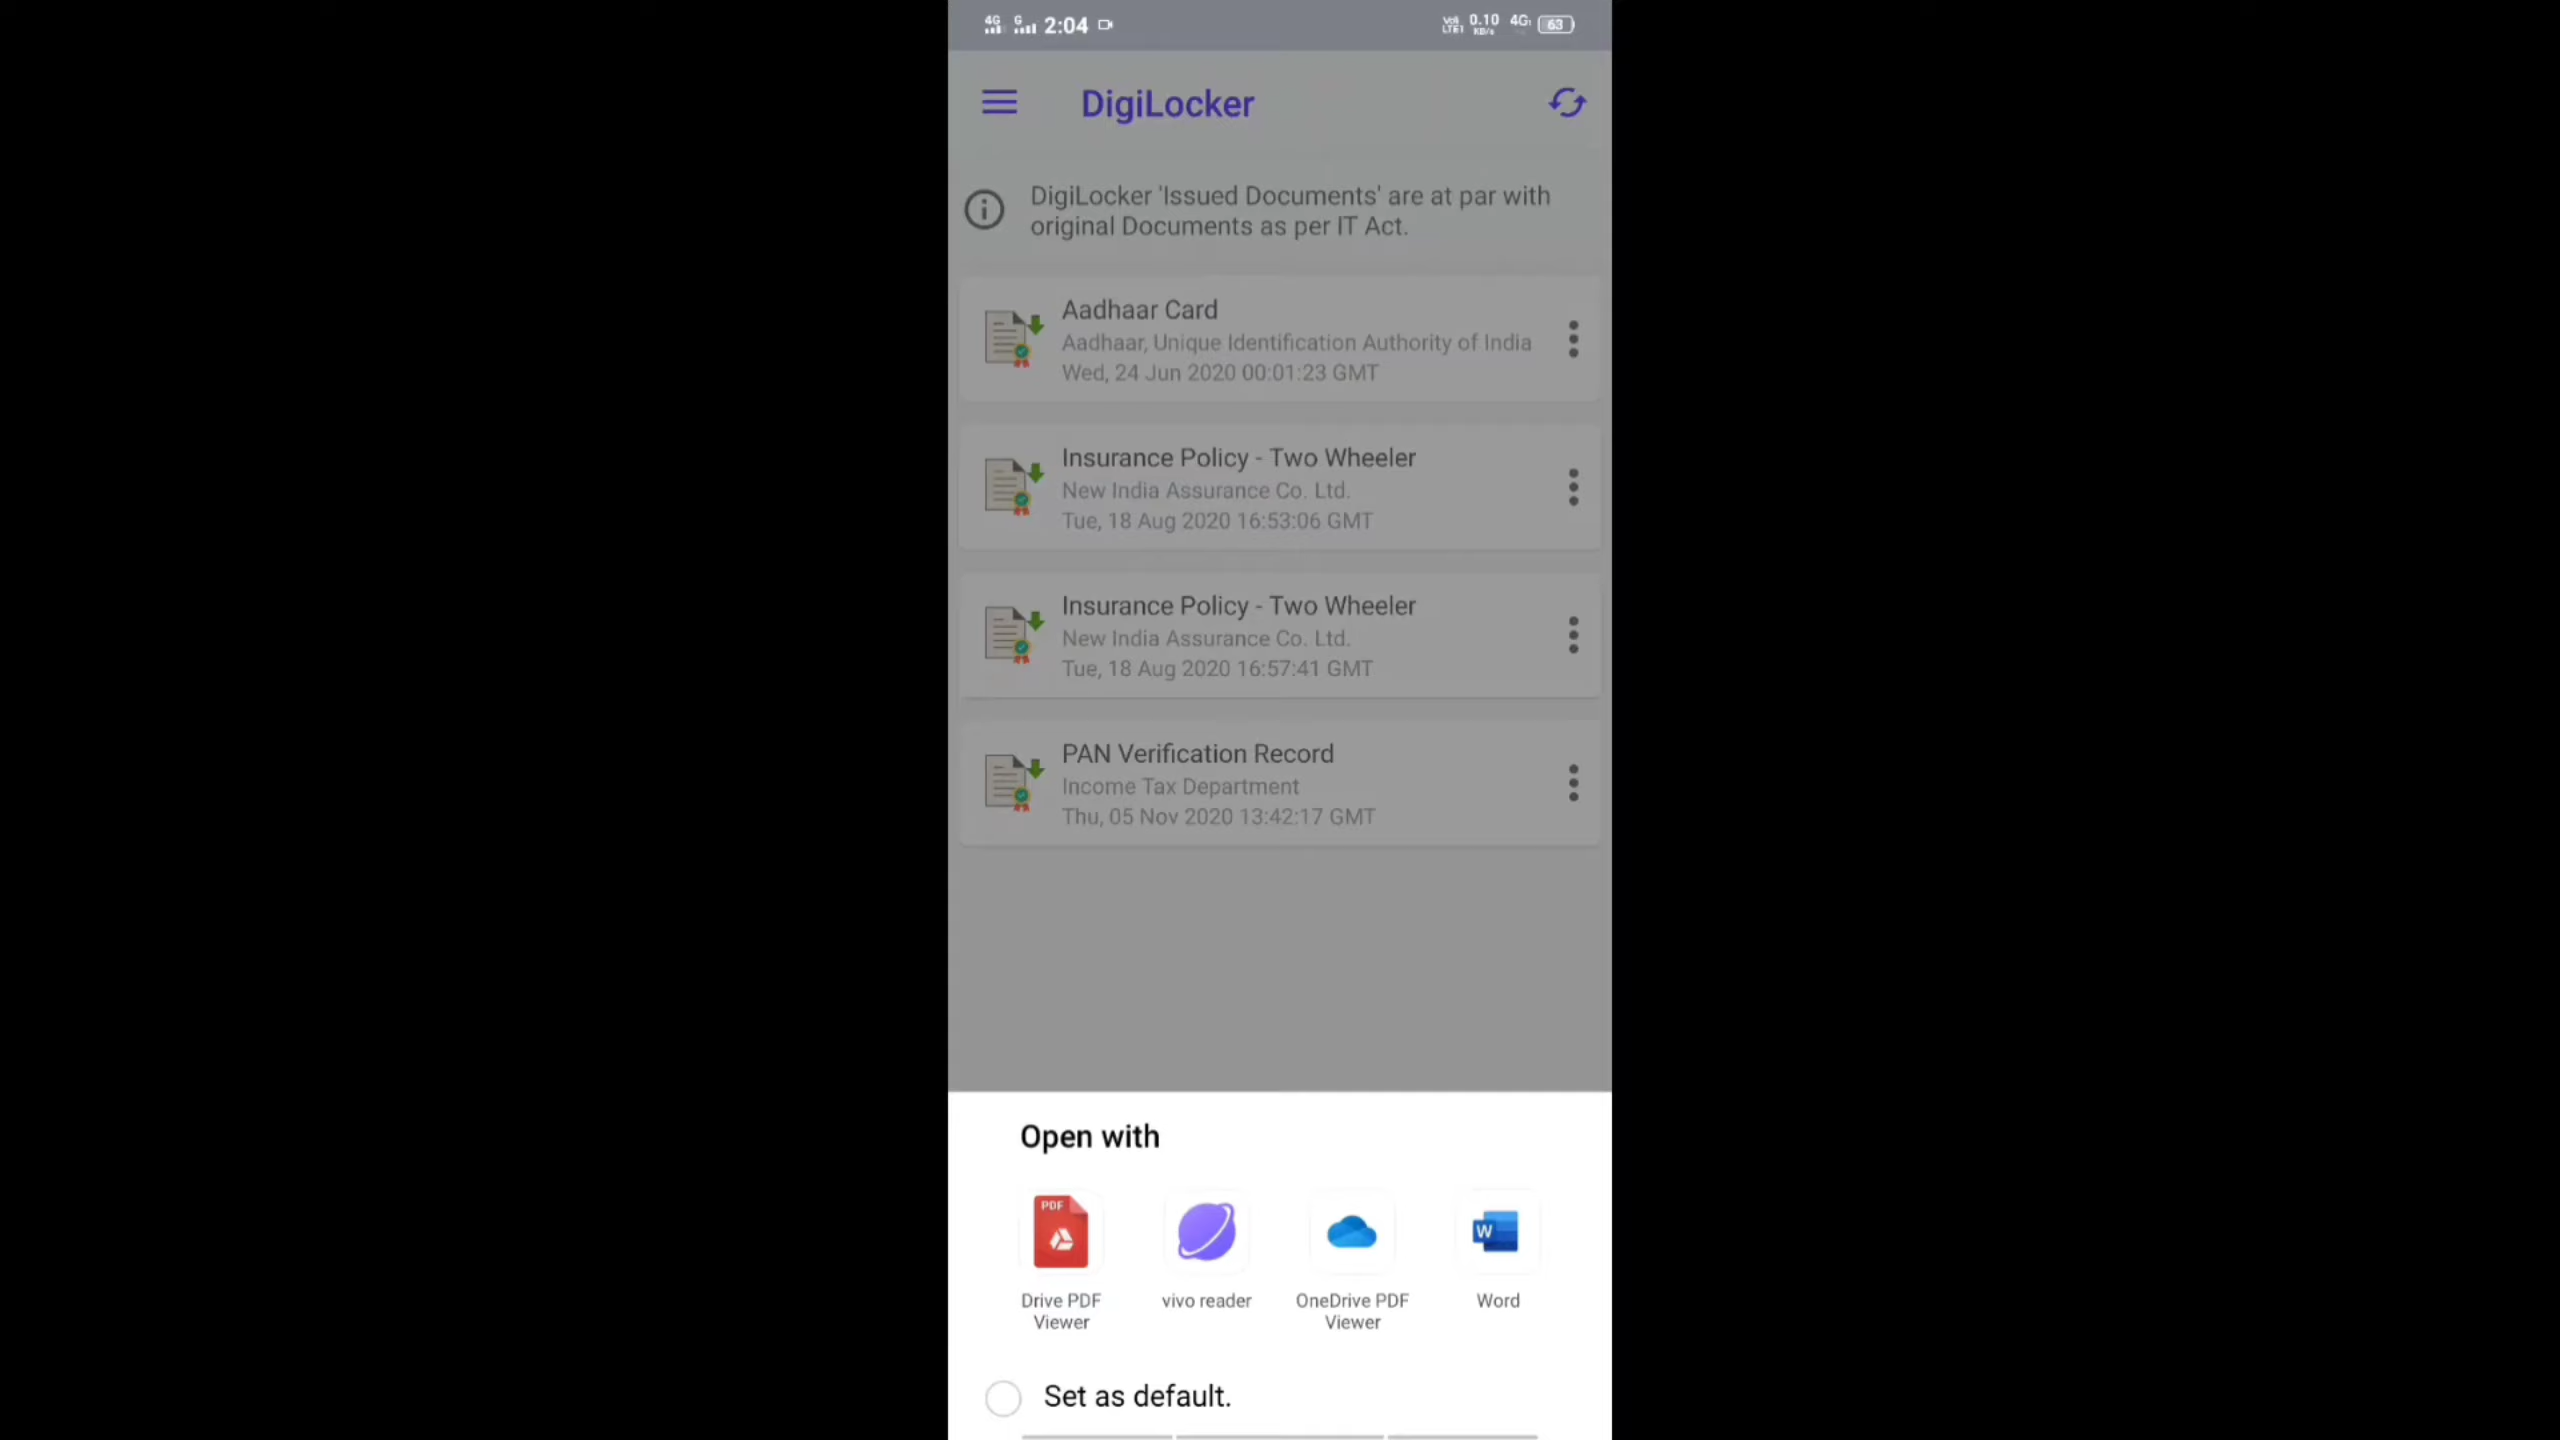 4G G 2:04 0.10 KB/s 4G 63
DigiLocker
DigiLocker 'Issued Documents' are at par with
original Documents as per IT Act.
Aadhaar Card
Aadhaar, Unique Identification Authority of India
Wed, 24 Jun 2020 00:01:23 GMT
Insurance Policy - Two Wheeler
New India Assurance Co. Ltd.
Tue, 18 Aug 2020 16:53:06 GMT
Insurance Policy - Two Wheeler
New India Assurance Co. Ltd.
Tue, 18 Aug 2020 16:57:41 GMT
PAN Verification Record
Income Tax Department
Thu, 05 Nov 2020 13:42:17 GMT
Open with
PDF
W
Drive PDF vivo reader OneDrive PDF Word
Viewer Viewer
Set as default.